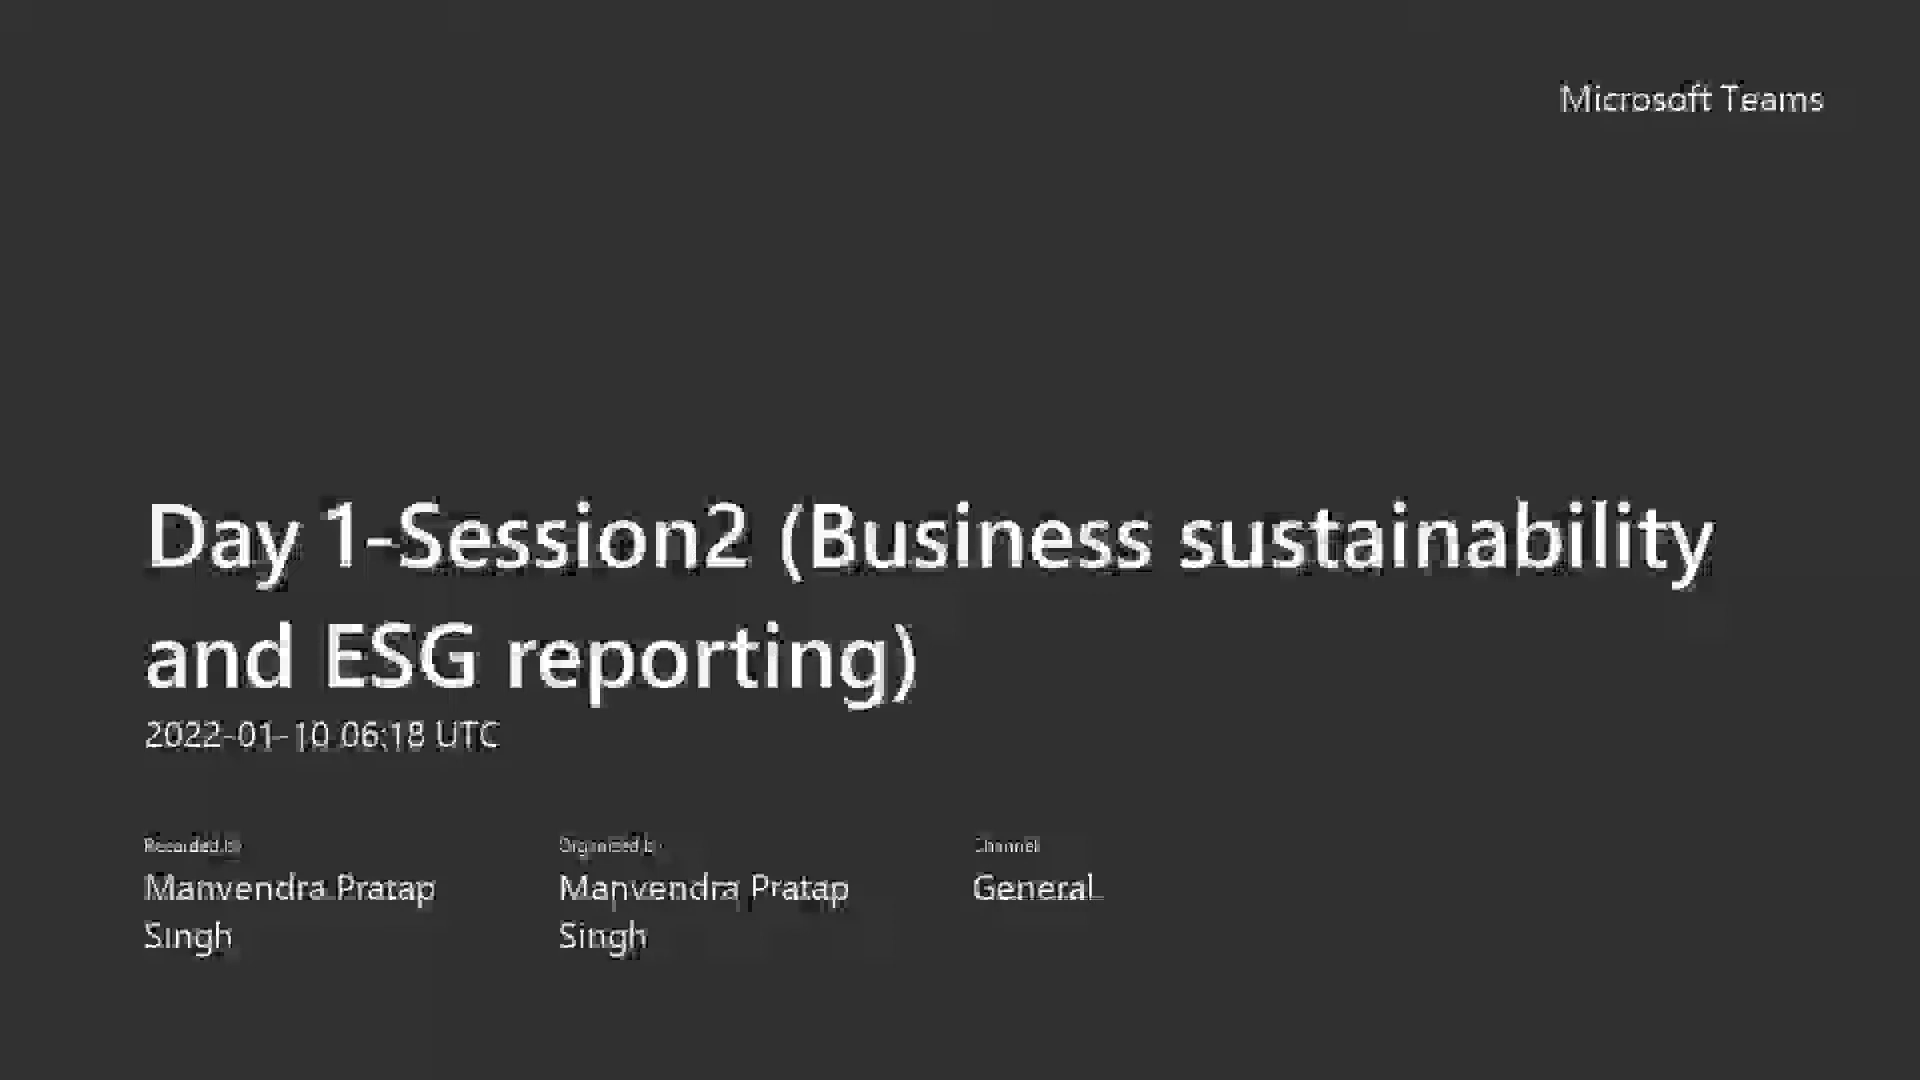 Microsoft Teams
Day 1-Session2 (Business sustainability
and ESG reporting)
2022-01-10 06:18 UTC
Recorded by
Organized by
Channel
Manvendra Pratap
Singh
Manvendra Pratap
Singh
General